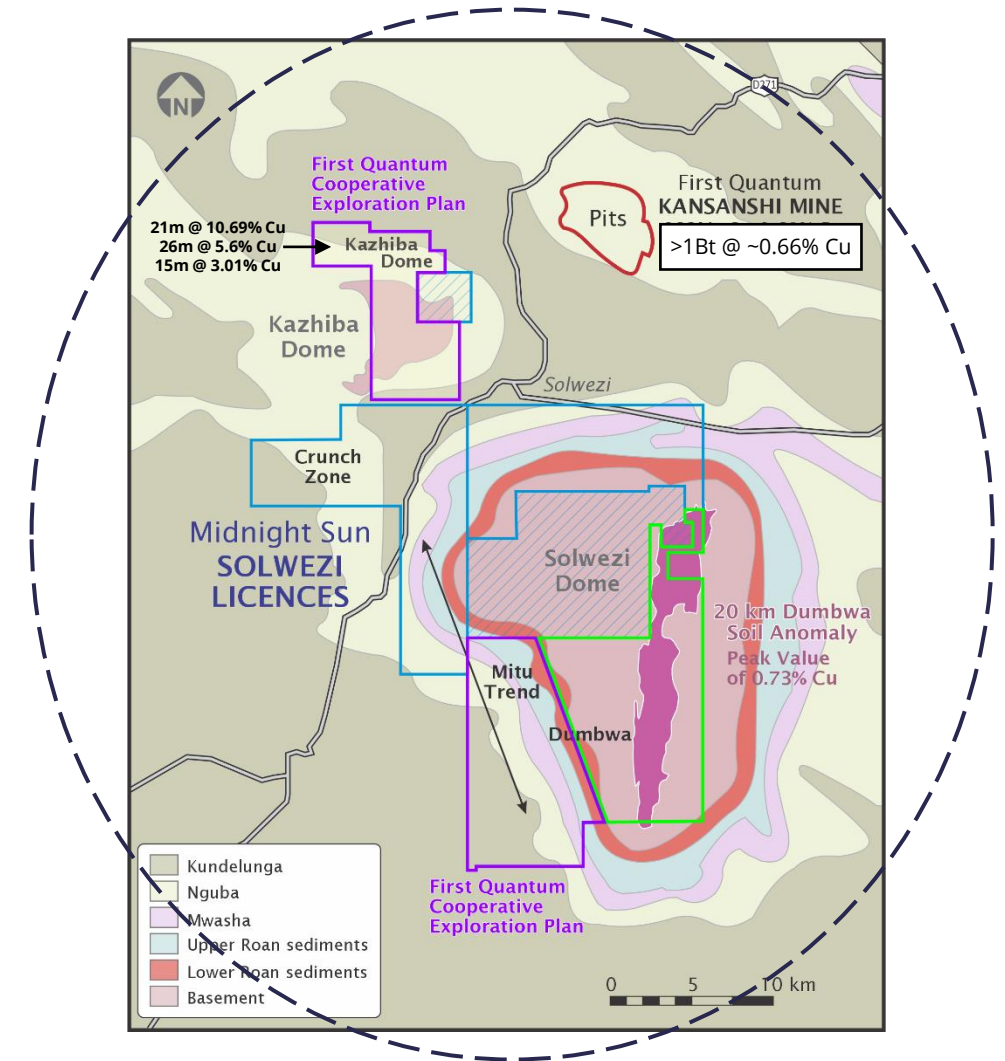 N
D271
First Quantum
Cooperative
Exploration Plan
First Quantum
KANSANSHI MINE
Pits
>1Bt @ ~0.66% Cu
21m @ 10.69% Cu
26m @ 5.6% Cu
15m @ 3.01% Cu
Kazhiba
Dome
Kazhiba
Dome
Solwezi
Crunch
Zone
Midnight Sun
SOLWEZI
LICENCES
Solwezi
Dome
20 km Dumbwa
Soil Anomaly
Peak Value
of 0.73% Cu
Mitu
Trend
Dumbwa
First Quantum
Cooperative
Exploration Plan
Kundelunga
Nguba
Mwasha
Upper Roan sediments
Lower Roan sediments
Basement
0 5 10 km